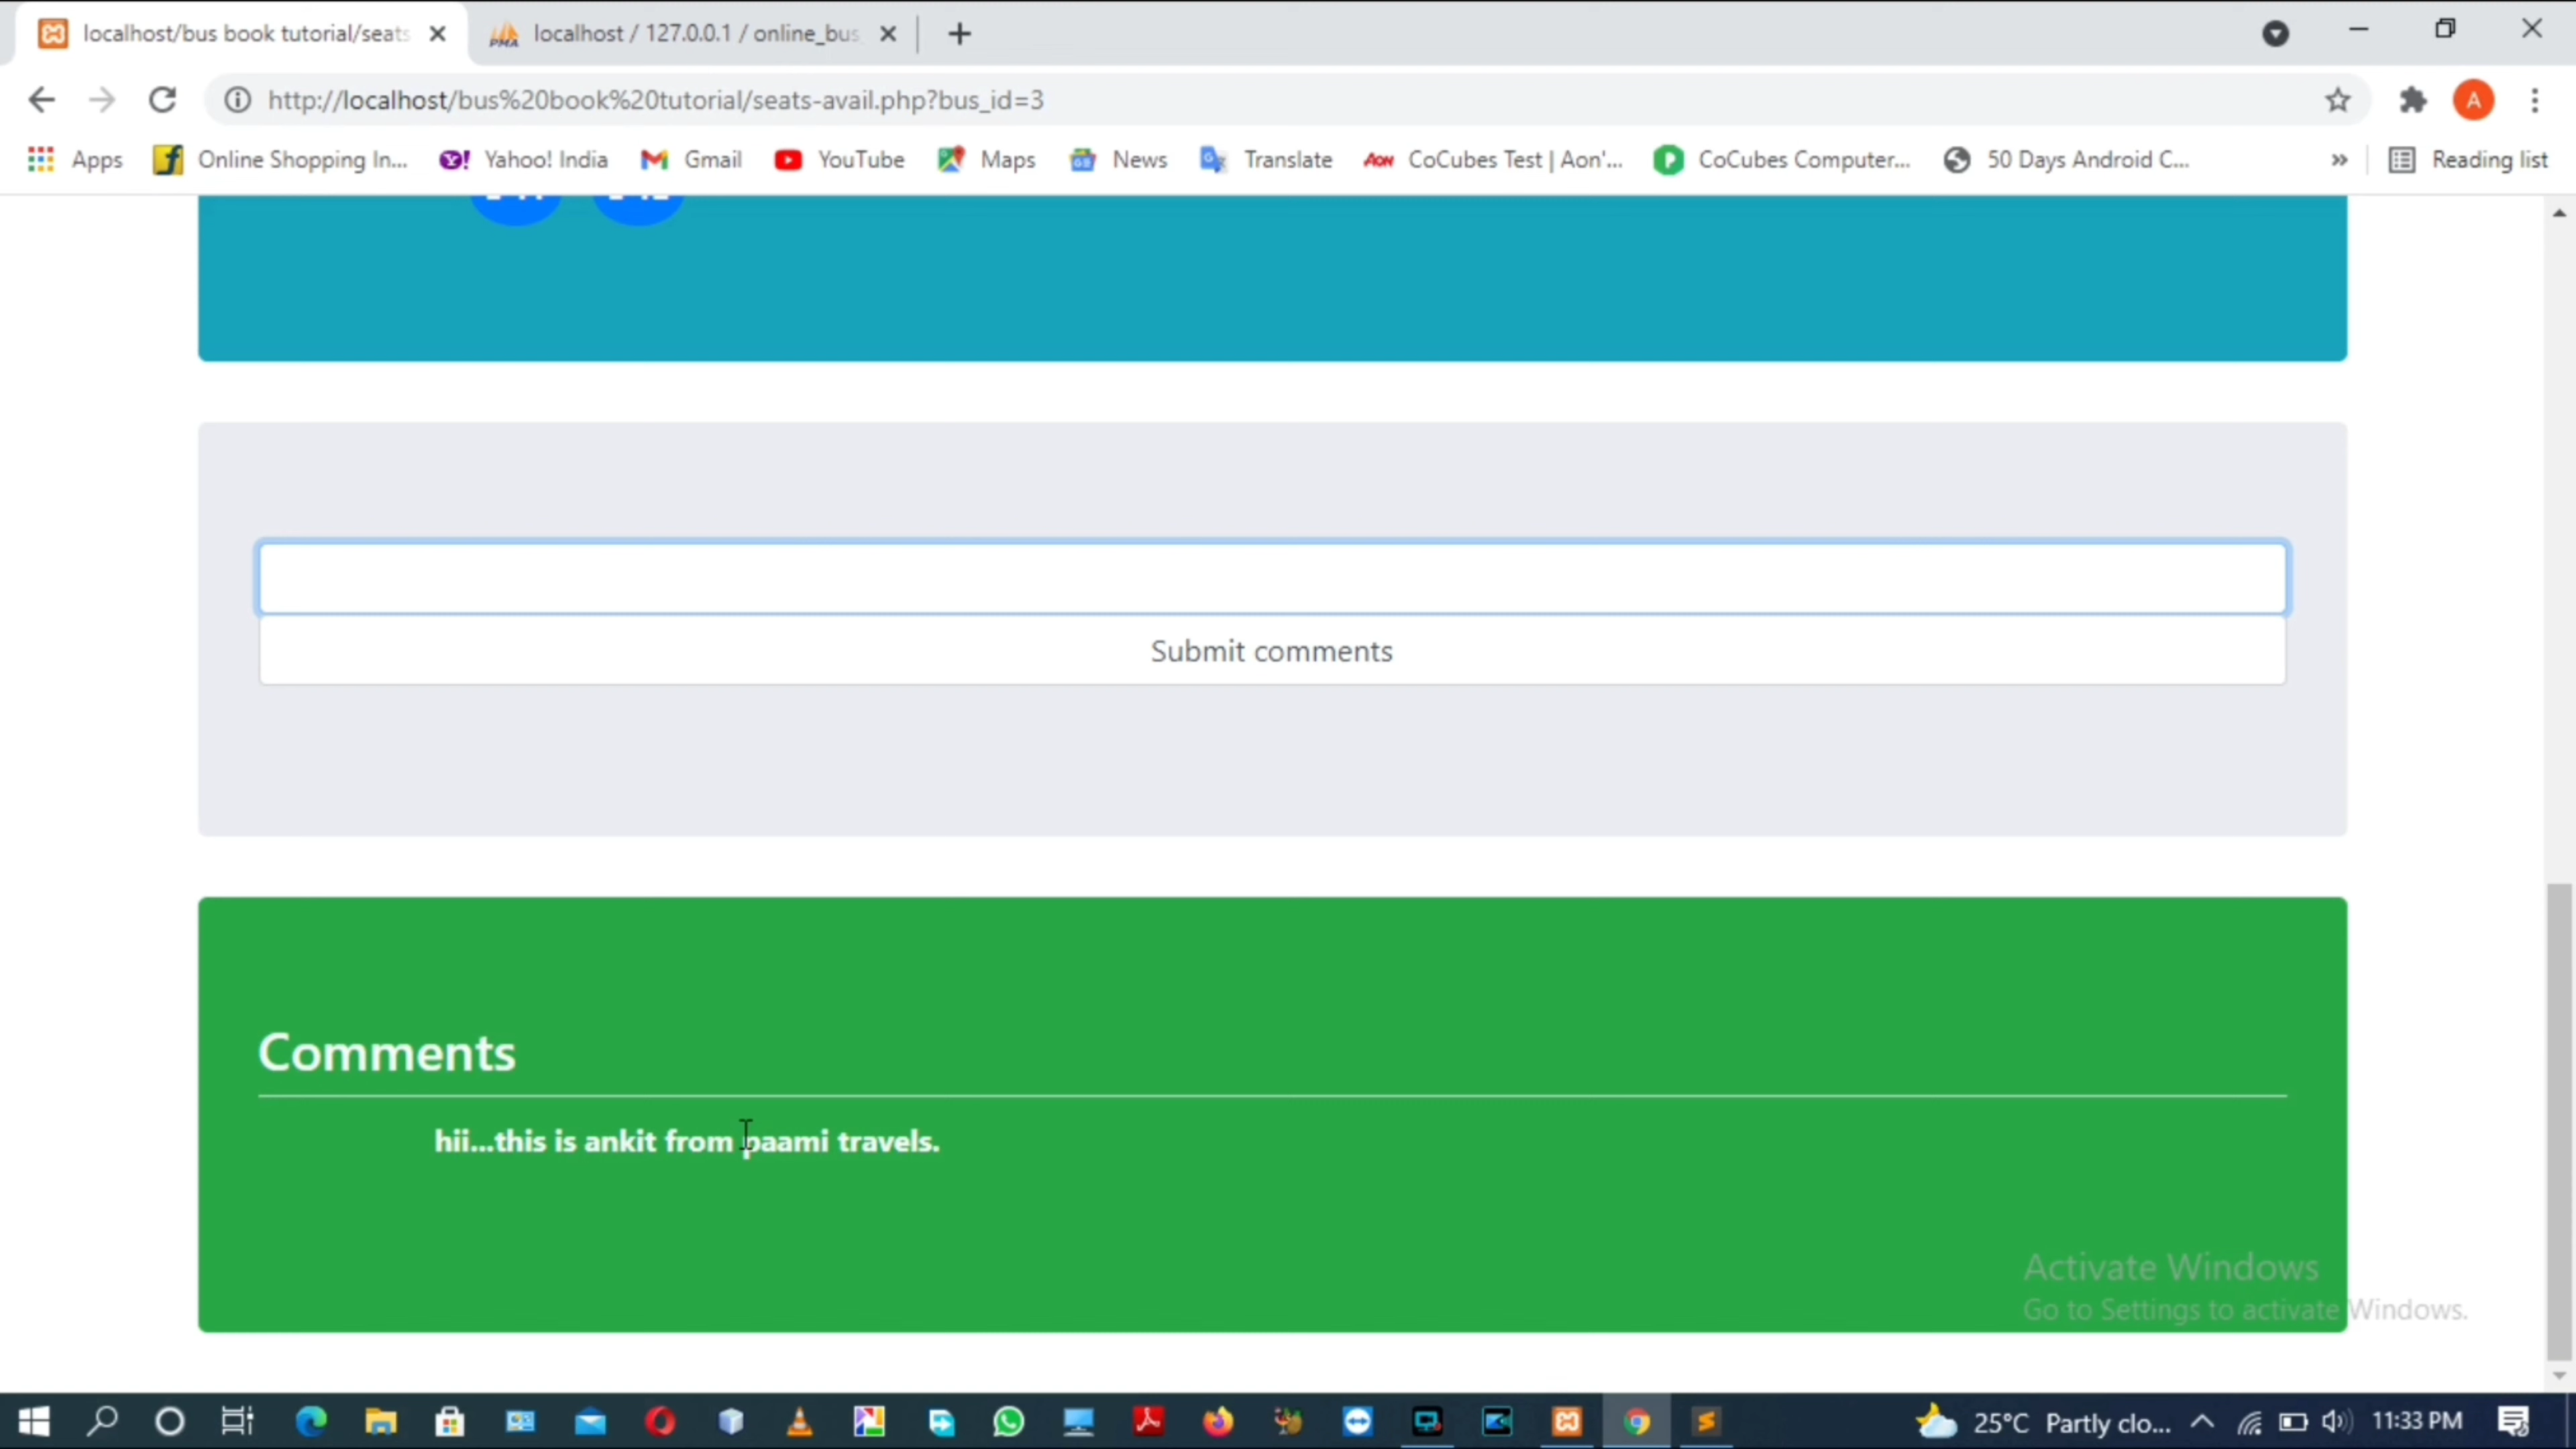 localhost/bus book tutorial/seats
localhost / 127.0.0.1 / online_bus
http://localhost/bus%20book%20tutorial/seats-avail.php?bus_id=3
A
Apps
Online Shopping In...
Yahoo! India
Gmail
YouTube
Maps
News
Translate
CoCubes Test | Aon'...
CoCubes Computer...
50 Days Android C...
»
Reading list
Submit comments
Comments
hii...this is ankit from paami travels.
Activate Windows
Go to Settings to activate Windows.
25°C Partly clo...
11:33 PM